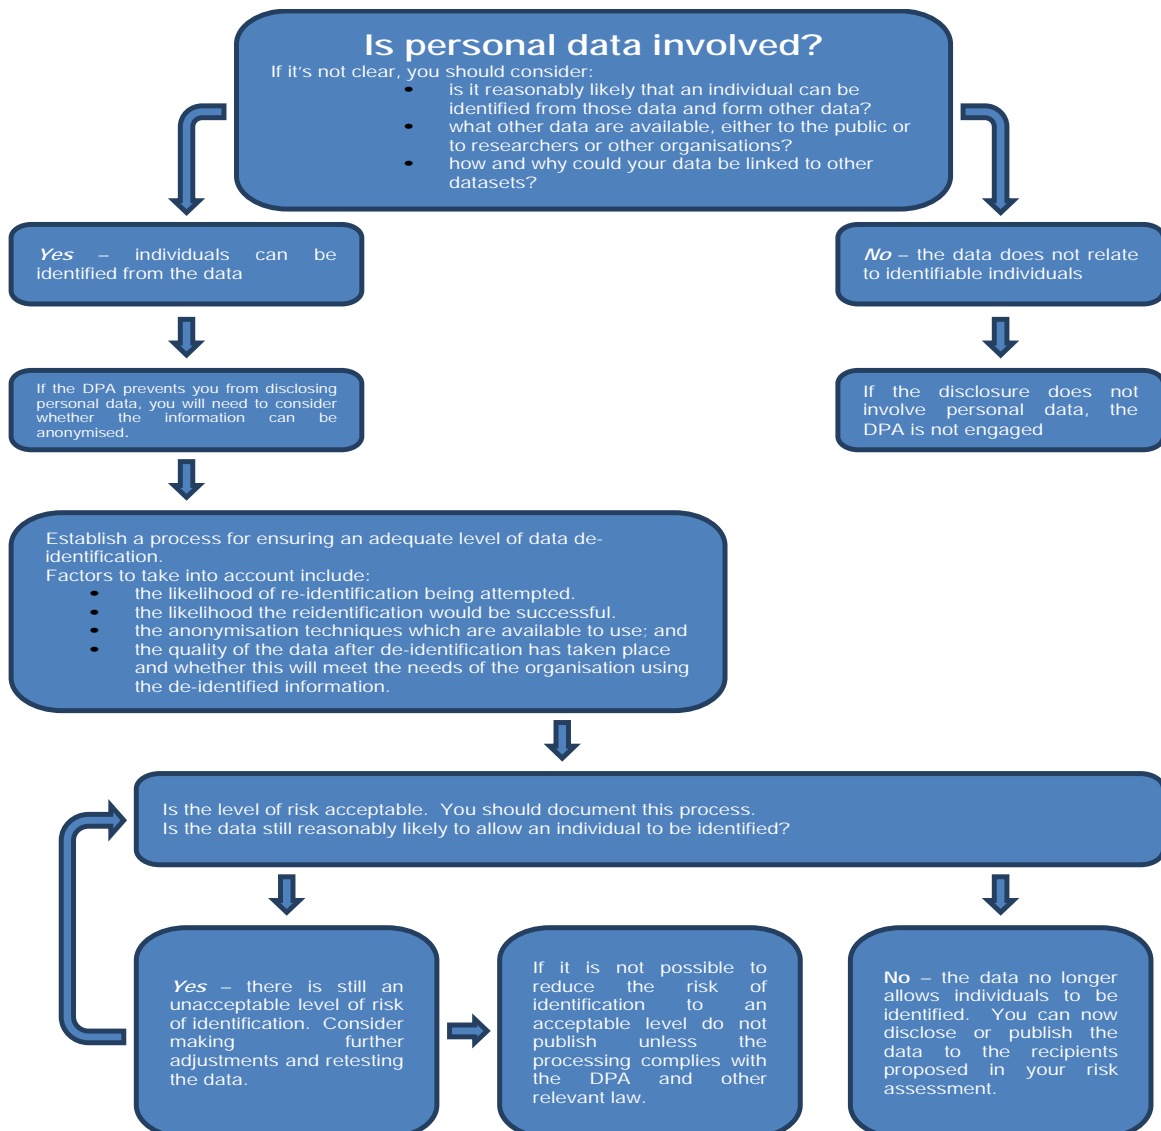 Is personal data involved?
If it's not clear, you should consider:
• is it reasonably likely that an individual can be
identified from those data and form other data?
• what other data are available, either to the public or
to researchers or other organisations?
• how and why could your data be linked to other
datasets?
Yes – individuals can be
identified from the data
No – the data does not relate
to identifiable individuals
If the DPA prevents you from disclosing
personal data, you will need to consider
whether the information can be
anonymised.
If the disclosure does not
involve personal data, the
DPA is not engaged
Establish a process for ensuring an adequate level of data de-
identification.
Factors to take into account include:
• the likelihood of re-identification being attempted.
• the likelihood the reidentification would be successful.
• the anonymisation techniques which are available to use; and
• the quality of the data after de-identification has taken place
and whether this will meet the needs of the organisation using
the de-identified information.
Is the level of risk acceptable. You should document this process.
Is the data still reasonably likely to allow an individual to be identified?
Yes – there is still an
unacceptable level of risk
of identification. Consider
making further
adjustments and retesting
the data.
If it is not possible to
reduce the risk of
identification to an
acceptable level do not
publish unless the
processing complies with
the DPA and other
relevant law.
No – the data no longer
allows individuals to be
identified. You can now
disclose or publish the
data to the recipients
proposed in your risk
assessment.